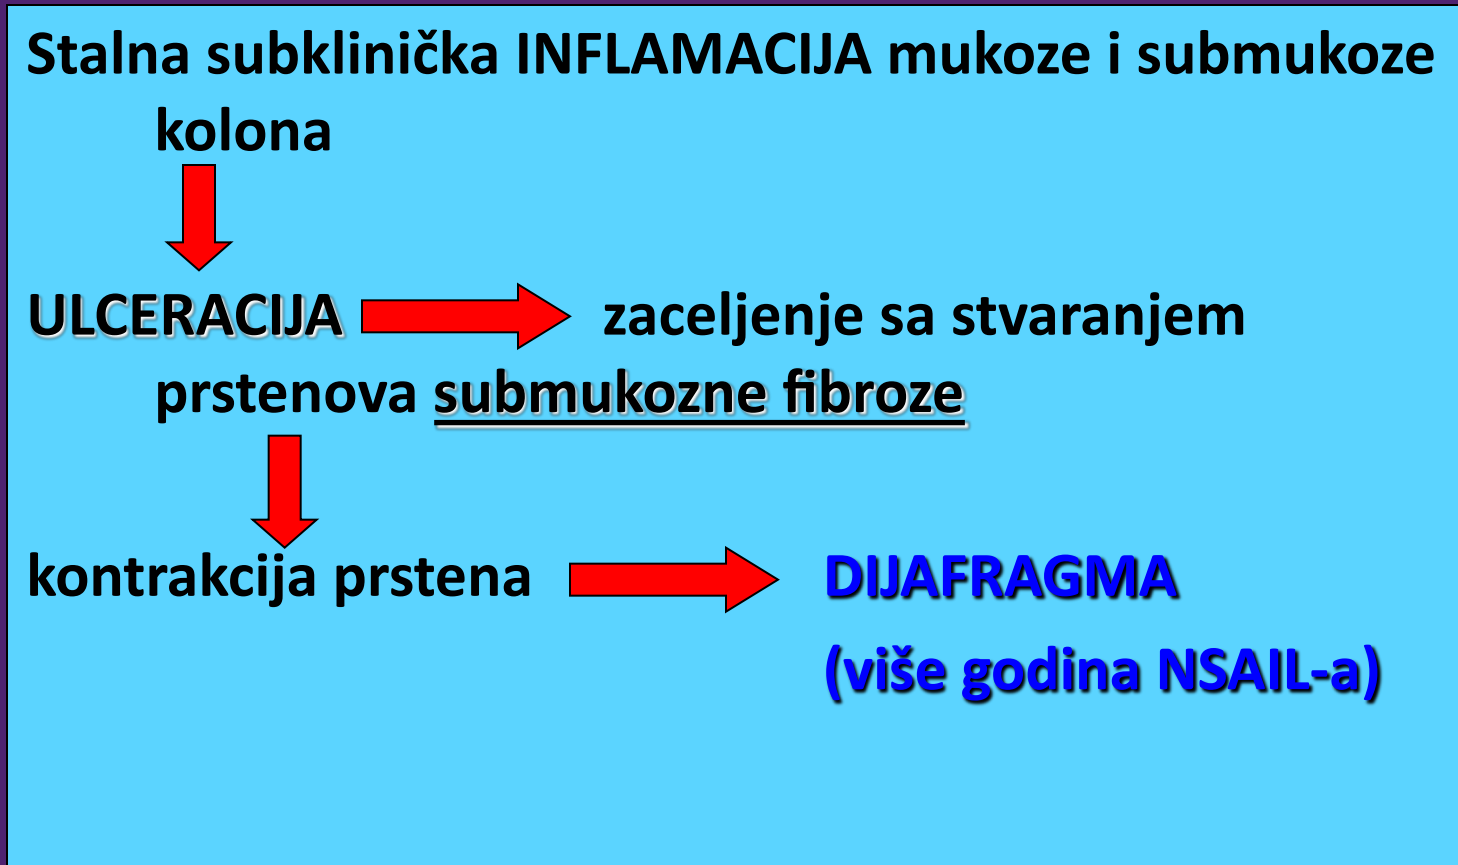 Stalna subklinička INFLAMACIJA mukoze i submukoze
kolona
ULCERACIJA zaceljenje sa stvaranjem
prstenova submukozne fibroze
kontrakcija prstena DIJAFRAGMA
(više godina NSAIL-a)